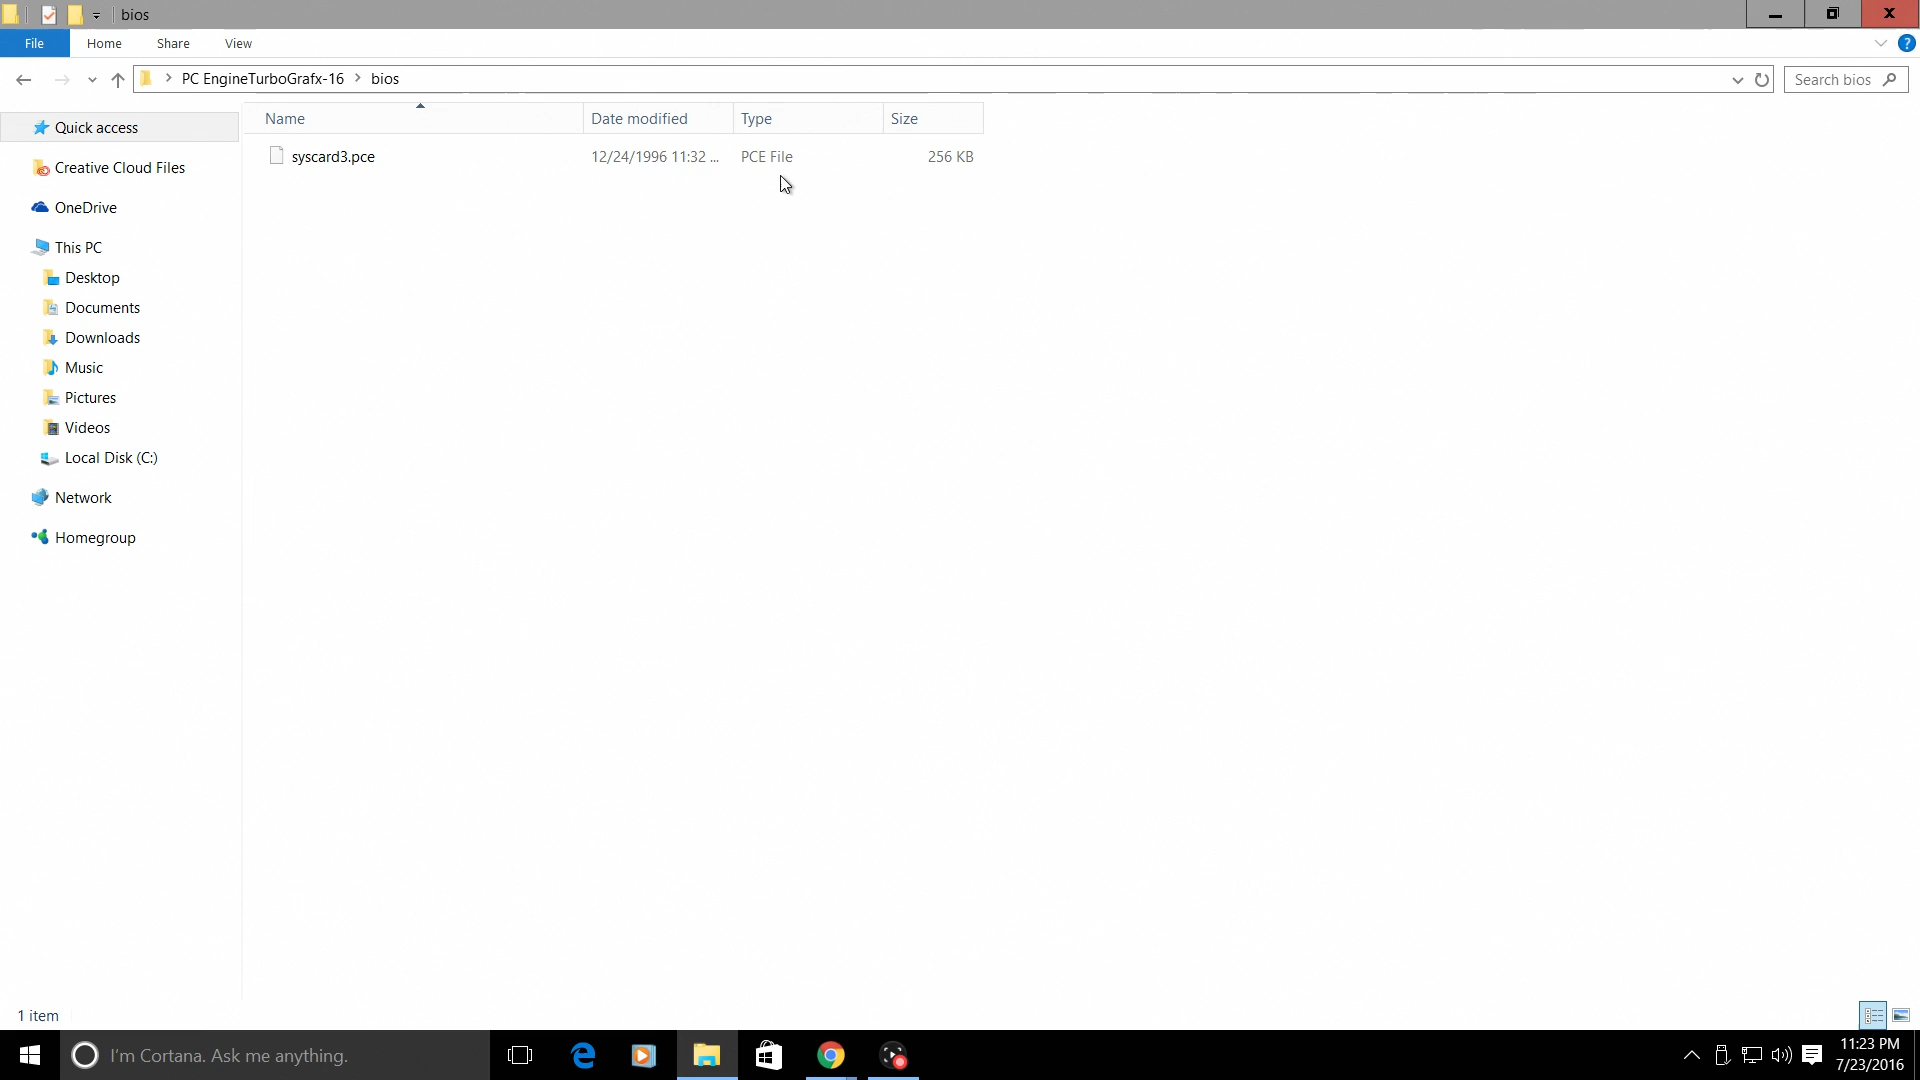 bios
File Home Share View
PC EngineTurboGrafx-16 bios
Search bios
Name Date modified Type Size
syscard3.pce 12/24/1996 11:32 ... PCE File 256 KB
Quick access
Creative Cloud Files
OneDrive
This PC
Desktop
Documents
Downloads
Music
Pictures
Videos
Local Disk (C:)
Network
Homegroup
1 item
I'm Cortana. Ask me anything.
11:23 PM
7/23/2016